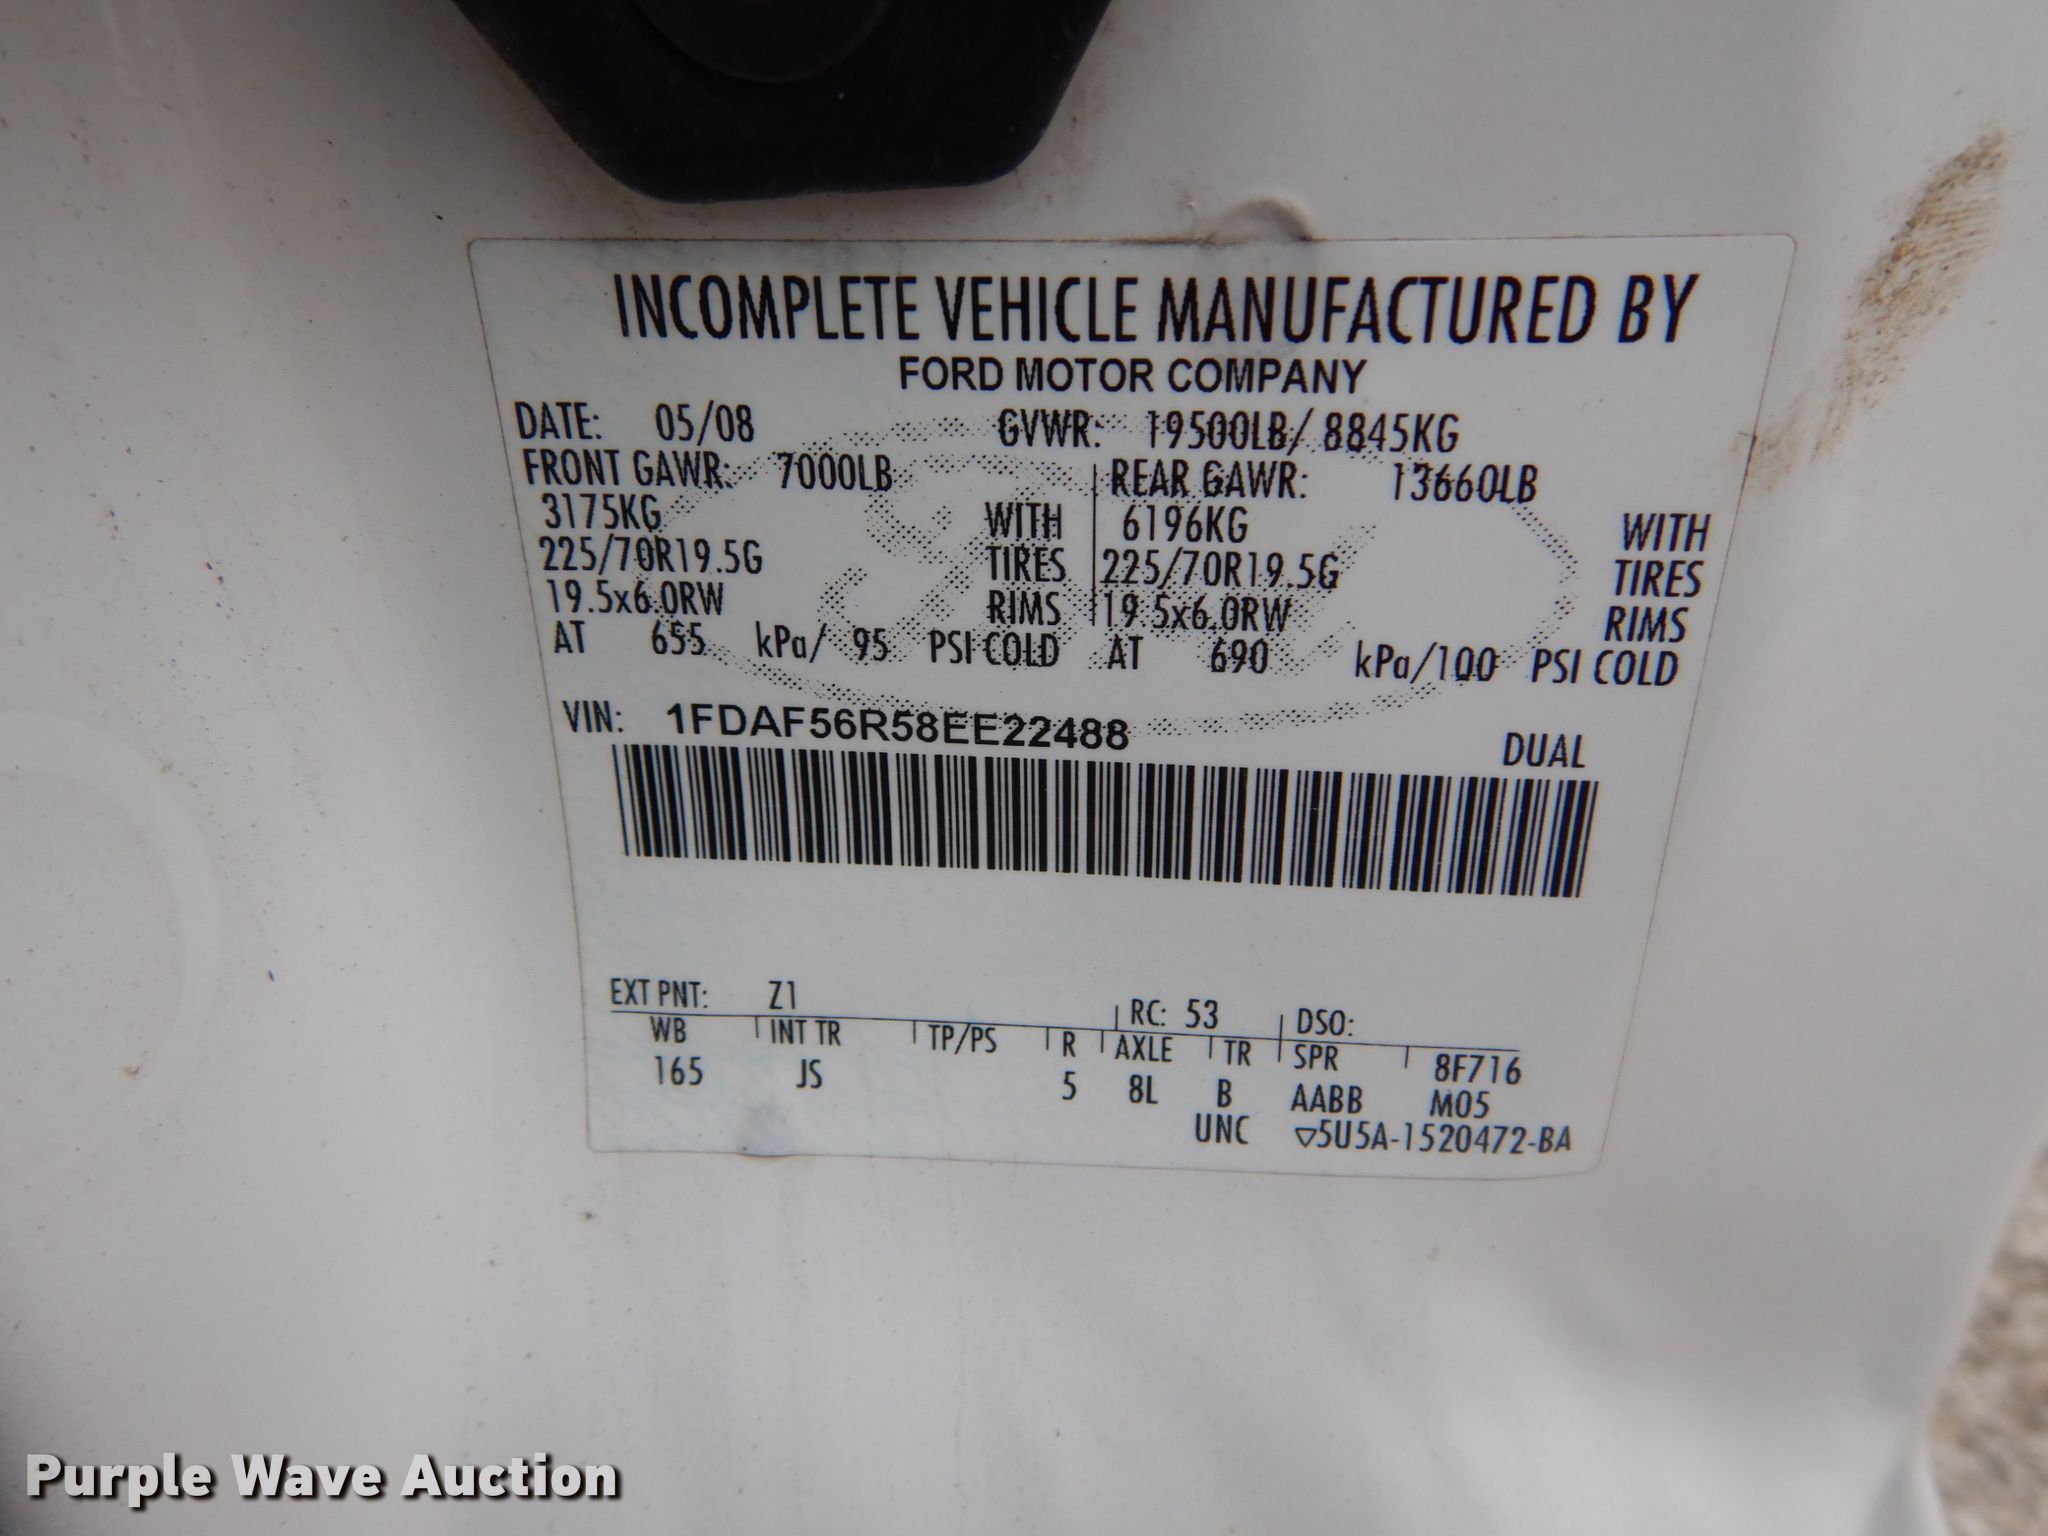 INCOMPLETE VEHICLE MANUFACTURED BY
FORD MOTOR COMPANY
DATE: 05/08 GVWR: 19500LB/ 8845KG
FRONT GAWR: 7000LB REAR GAWR: 13660LB
3175KG WITH 6196KG WITH
225/70R19.5G TIRES 225/70R19.5G TIRES
19.5x6.0RW RIMS 19.5x6.0RW RIMS
AT 655 kPa/ 95 PSI COLD AT 690 kPa/100 PSI COLD
VIN: 1FDAF56R58EE22488
DUAL
EXT PNT: Z1 RC: 53 DSO:
WB INT TR TP/PS R AXLE TR SPR 8F716
165 JS 5 8L B AABB M05
UNC ▽5U5A-1520472-BA
Purple Wave Auction